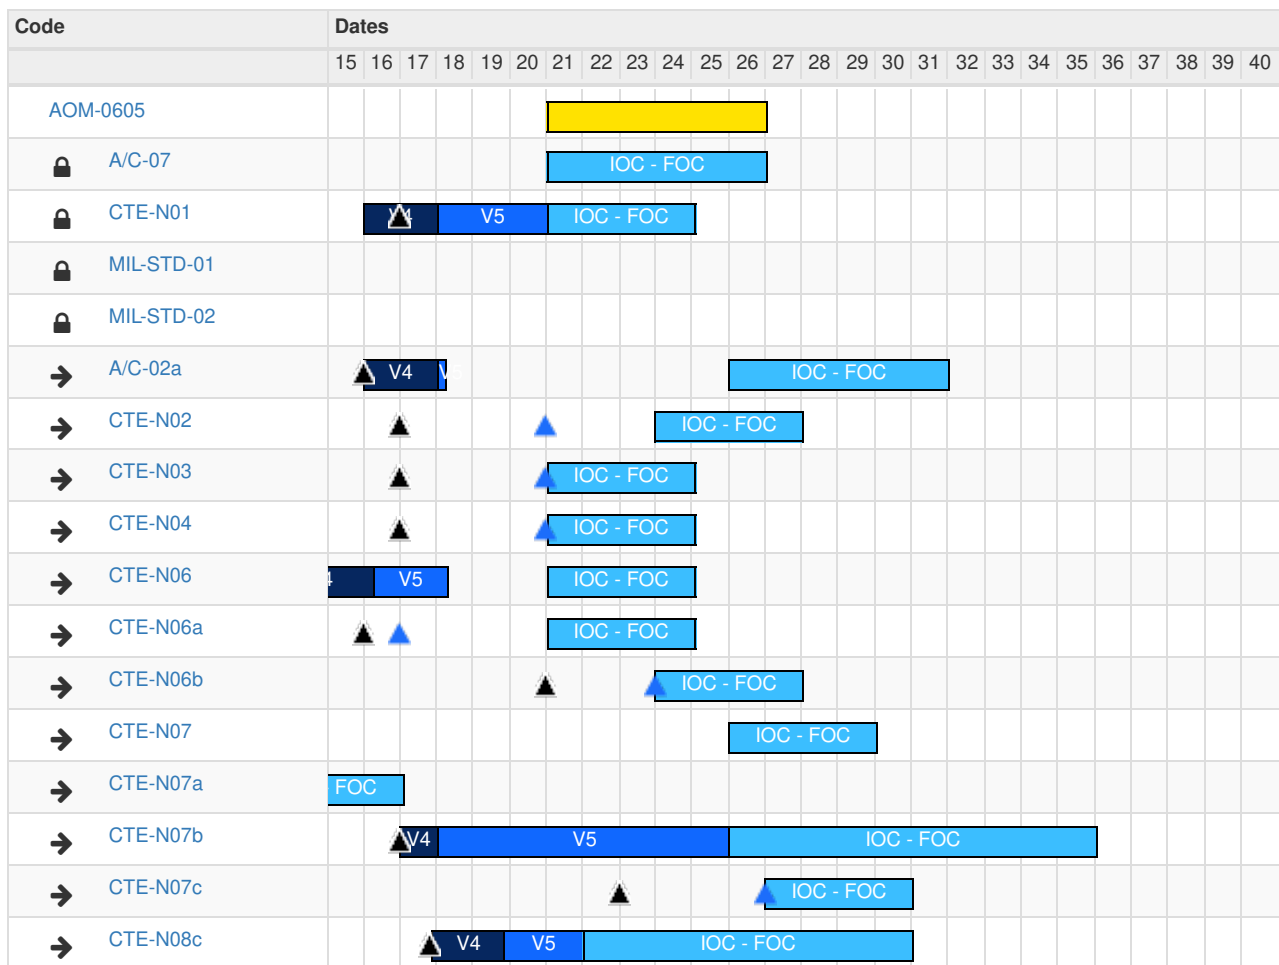 Code Dates
15 16 17 18 19 20 21 22 23 24 25 26 27 28 29 30 31 32 33 34 35 36 37 38 39 40
AOM-0605
A/C-07 IOC - FOC
CTE-N01 V4 V5 IOC - FOC
MIL-STD-01
MIL-STD-02
A/C-02a V4 V5 IOC - FOC
CTE-N02 IOC - FOC
CTE-N03 IOC - FOC
CTE-N04 IOC - FOC
CTE-N06 4 V5 IOC - FOC
CTE-N06a IOC - FOC
CTE-N06b IOC - FOC
CTE-N07 IOC - FOC
CTE-N07a FOC
CTE-N07b V4 V5 IOC - FOC
CTE-N07c IOC - FOC
CTE-N08c V4 V5 IOC - FOC